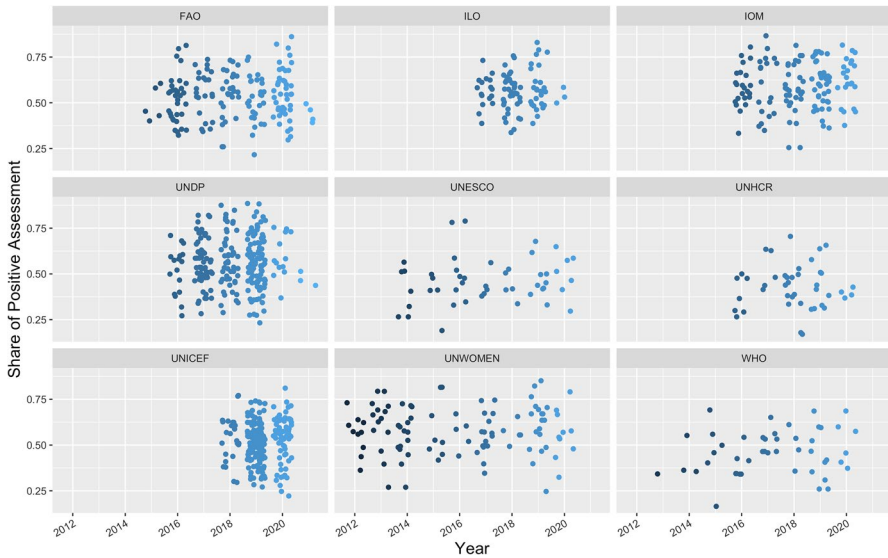 FAO ILO IOM
0.75
0.50
0.25
UNDP UNESCO UNHCR
0.75
0.50
0.25
UNICEF UNWOMEN WHO
0.75
0.50
0.25
2012 2014 2016 2018 2020 2012 2014 2016 2018 2020 2012 2014 2016 2018 2020
Year
Share of Positive Assessment